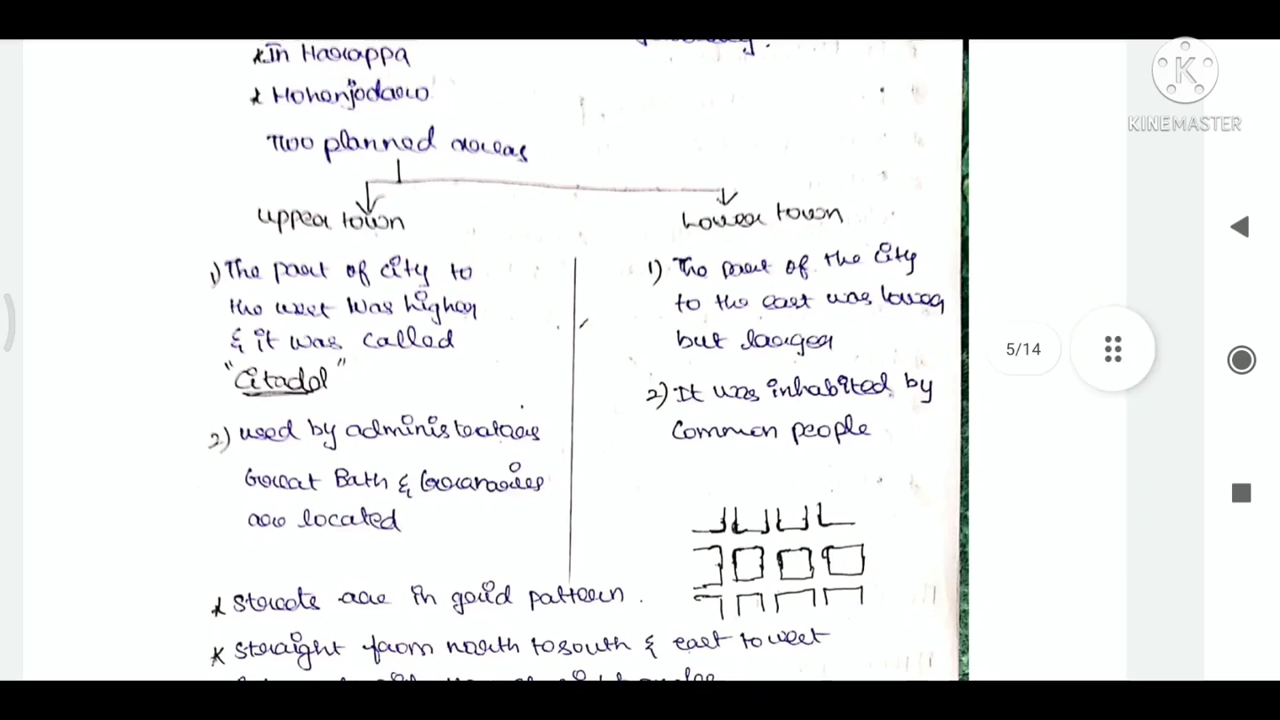 * In Harappa
* Mohenjodaro
Two planned areas
Upper town
Lower town
1) The part of city to
the west was higher
& it was called
"Citadel"
2) used by administrators
Great Bath & Granaries
are located
1) The part of the city
to the east was lower
but larger
2) It was inhabited by
Common people
* Streets are in grid pattern.
* Straight from north to south & east to west
KINEMASTER
5/14